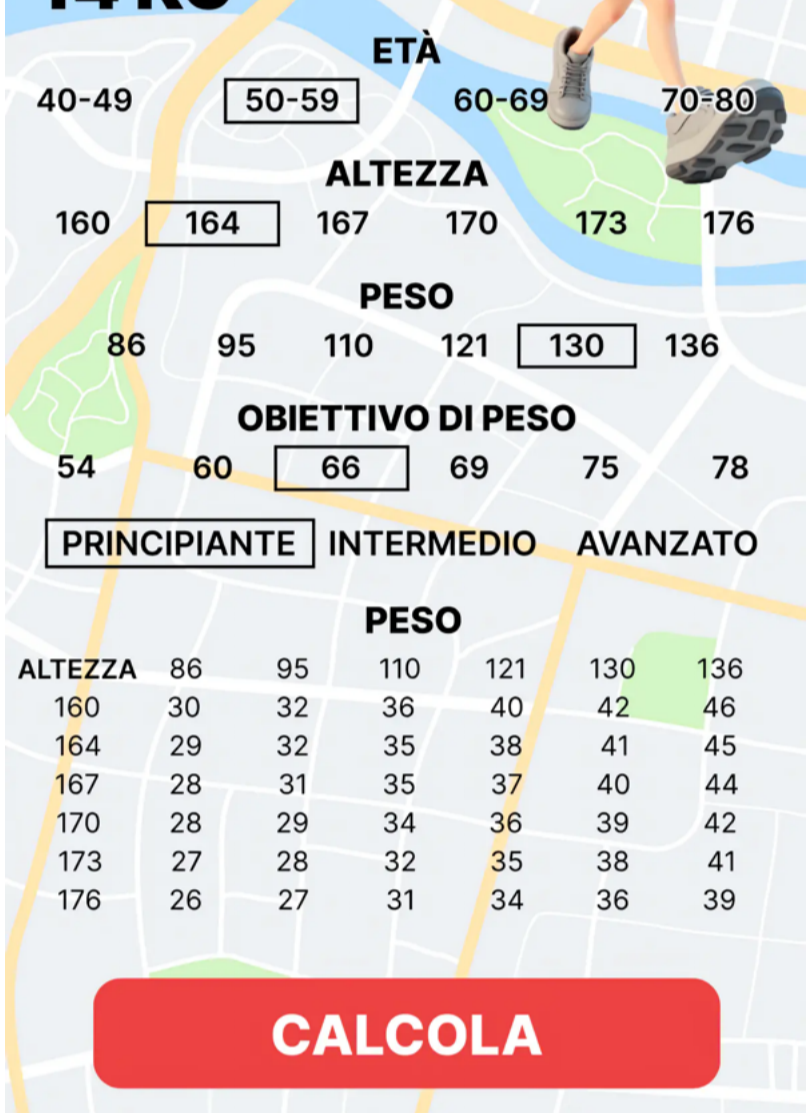 14 KG
ETÀ
40-49 50-59 60-69 70-80
ALTEZZA
160 164 167 170 173 176
PESO
86 95 110 121 130 136
OBIETTIVO DI PESO
54 60 66 69 75 78
PRINCIPIANTE INTERMEDIO AVANZATO
PESO
ALTEZZA 86 95 110 121 130 136
160 30 32 36 40 42 46
164 29 32 35 38 41 45
167 28 31 35 37 40 44
170 28 29 34 36 39 42
173 27 28 32 35 38 41
176 26 27 31 34 36 39
CALCOLA